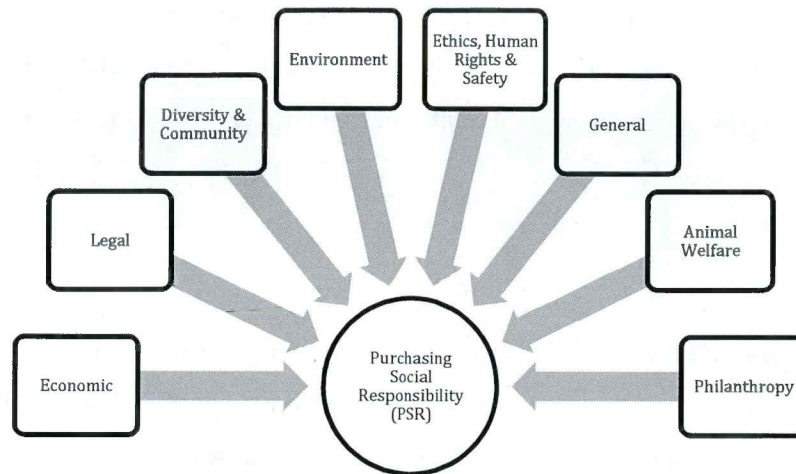 Environment
Ethics, Human
Rights &
Safety
Diversity &
Community
General
Legal
Animal
Welfare
Economic
Purchasing
Social
Responsibility
(PSR)
Philanthropy